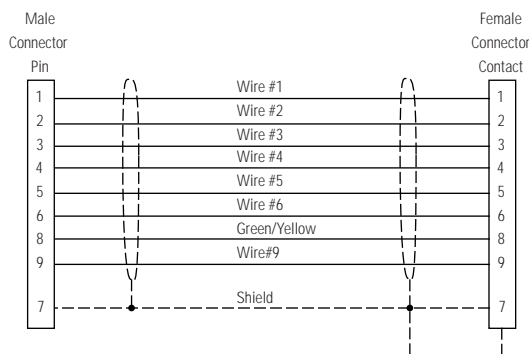 Male
Connector
Pin
Female
Connector
Contact
1 Wire #1 1
2 Wire #2 2
3 Wire #3 3
4 Wire #4 4
5 Wire #5 5
6 Wire #6 6
8 Green/Yellow 8
9 Wire#9 9
7 Shield 7